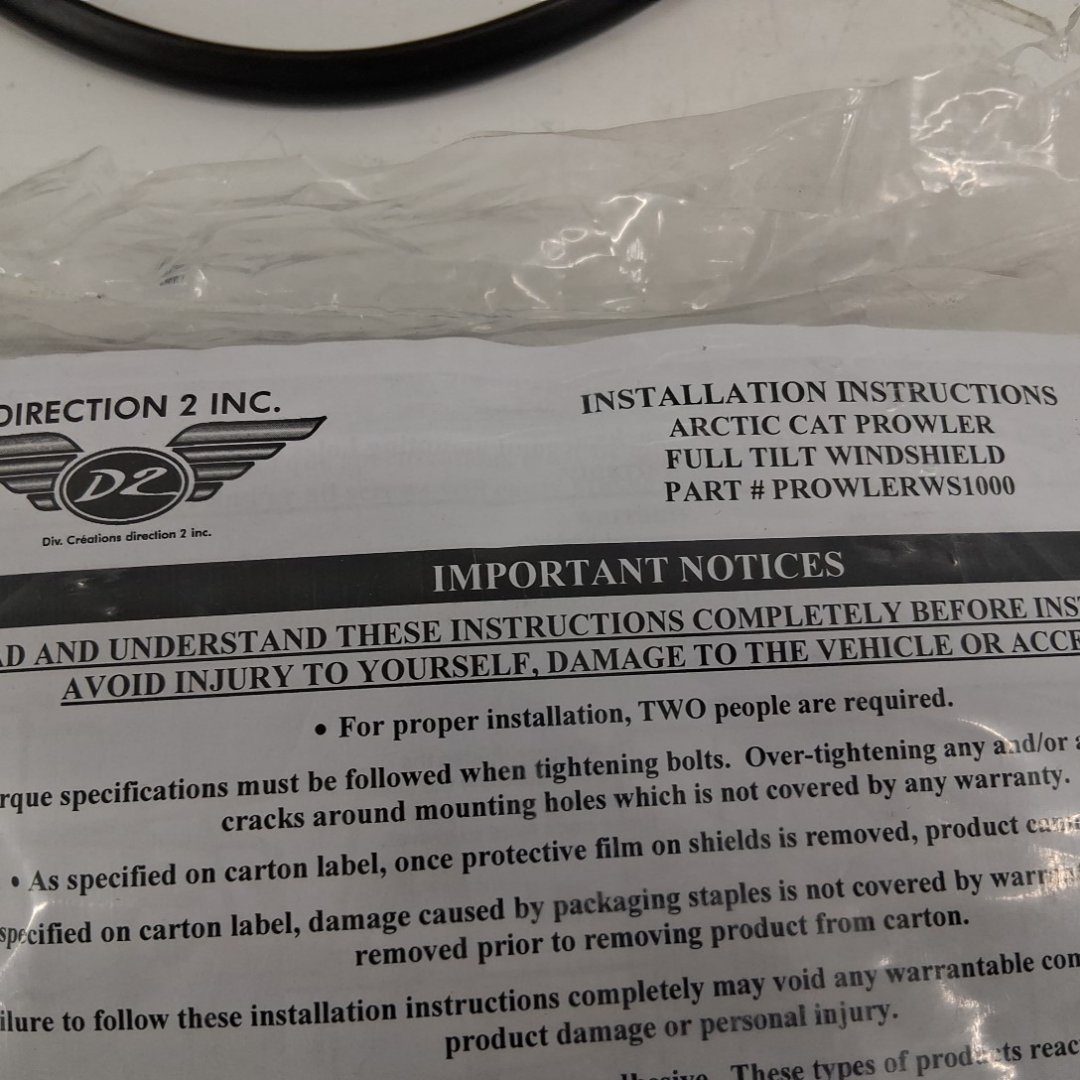 DIRECTION 2 INC.
D2
Div. Créations direction 2 inc.
INSTALLATION INSTRUCTIONS
ARCTIC CAT PROWLER
FULL TILT WINDSHIELD
PART # PROWLERWS1000
IMPORTANT NOTICES
AND UNDERSTAND THESE INSTRUCTIONS COMPLETELY BEFORE
AVOID INJURY TO YOURSELF, DAMAGE TO THE VEHICLE OR
• For proper installation, TWO people are required.
specifications must be followed when tightening bolts. Over-tightening any and/or
cracks around mounting holes which is not covered by any warranty.
• As specified on carton label, once protective film on shields is removed, product
specified on carton label, damage caused by packaging staples is not covered by
removed prior to removing product from carton.
to follow these installation instructions completely may void any warrantable
product damage or personal injury.
These types of products